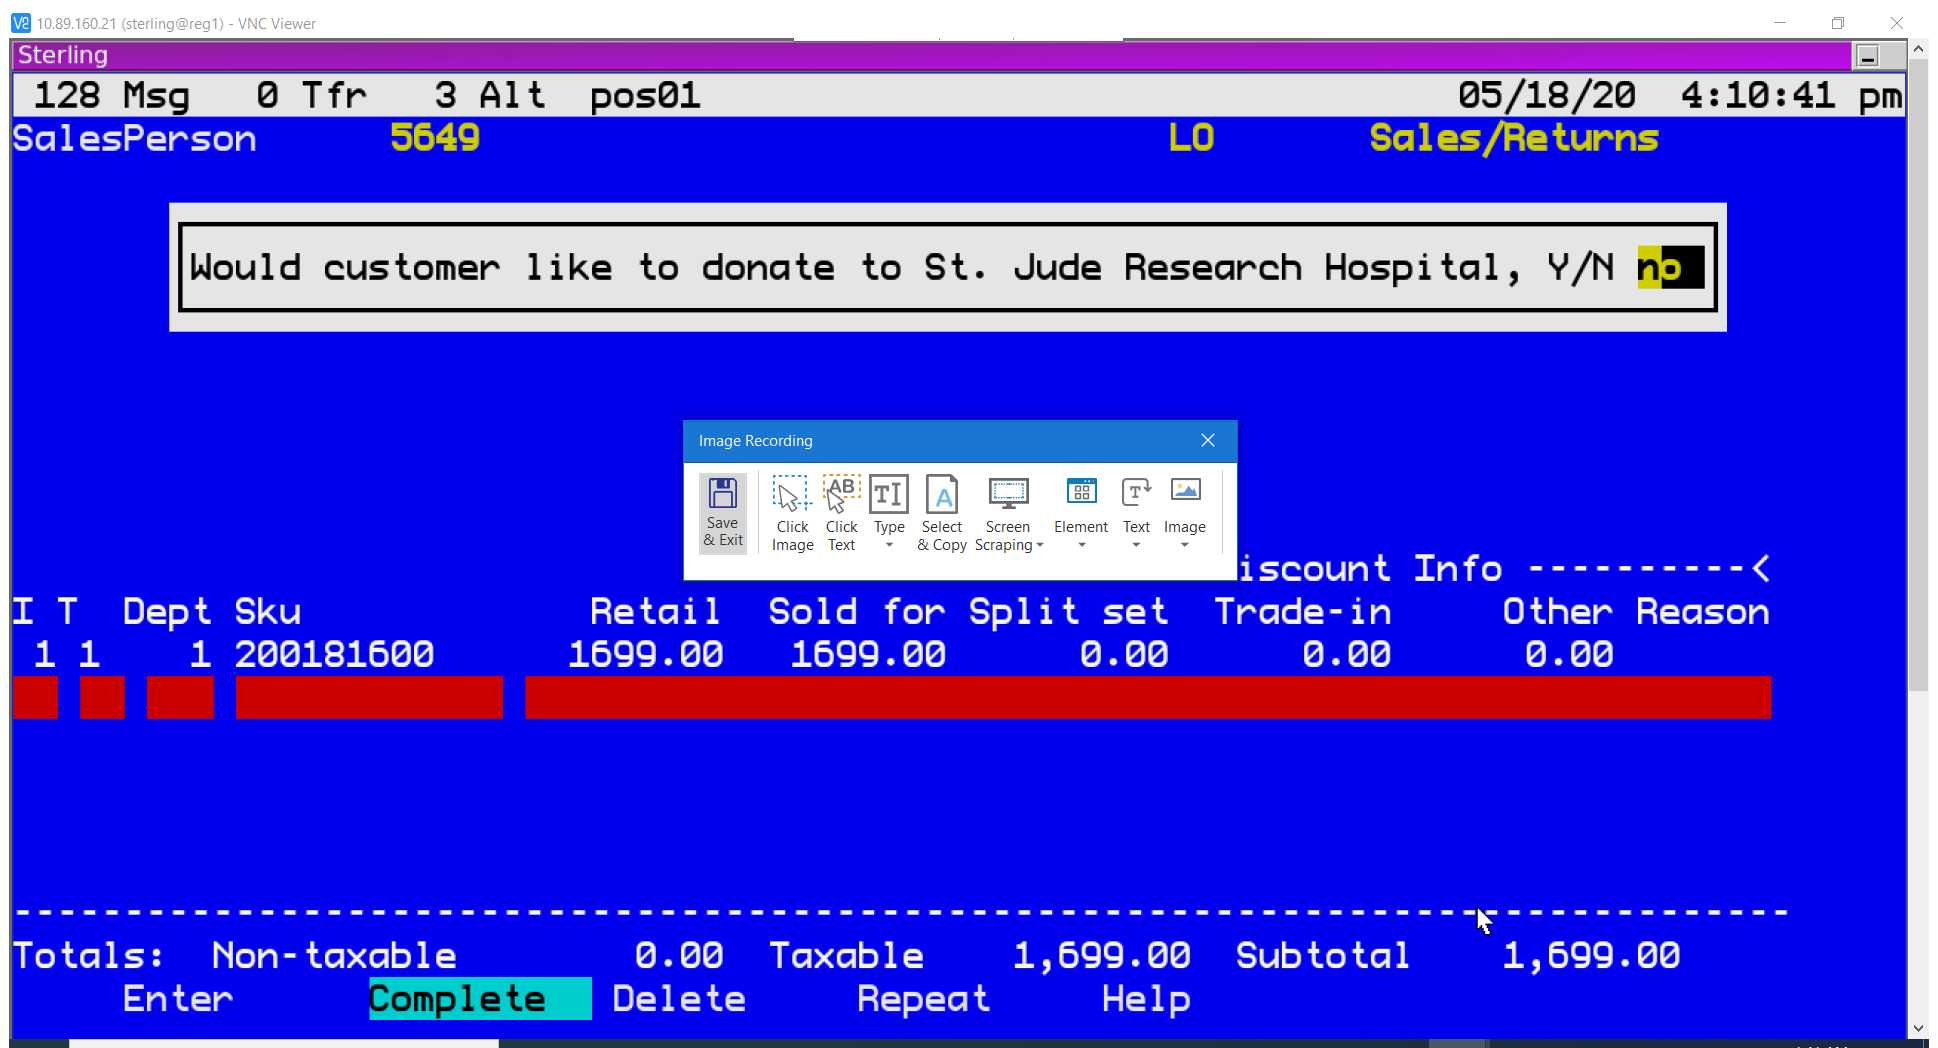 10.89.160.21 (sterling@reg1) - VNC Viewer
Sterling
128 Msg 0 Tfr 3 Alt pos01 05/18/20 4:10:41 pm
SalesPerson 5649 LO Sales/Returns
Would customer like to donate to St. Jude Research Hospital, Y/N no
Image Recording
Save & Exit
Click Image
Click Text
Type
Select & Copy
Screen Scraping
Element
Text
Image
iscount Info ----------<
I T Dept Sku Retail Sold for Split set Trade-in Other Reason
1 1 1 200181600 1699.00 1699.00 0.00 0.00 0.00
Totals: Non-taxable 0.00 Taxable 1,699.00 Subtotal 1,699.00
Enter Complete Delete Repeat Help